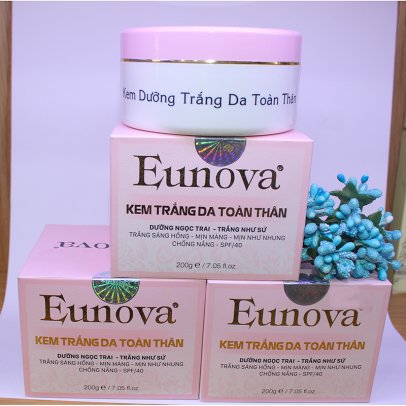 Kem Dưỡng Trắng Da Toàn Thân
Eunova®
KEM TRẮNG DA TOÀN THÂN
DƯỠNG NGỌC TRAI - TRẮNG NHƯ SỨ
TRẮNG SÁNG HỒNG - MỊN MÀNG - MỊN NHƯ NHUNG
CHỐNG NẮNG - SPF/40
200g e / 7.05 fl.oz
Eunova®
KEM TRẮNG DA TOÀN THÂN
DƯỠNG NGỌC TRAI - TRẮNG NHƯ SỨ
TRẮNG SÁNG HỒNG - MỊN MÀNG - MỊN NHƯ NHUNG
CHỐNG NẮNG - SPF/40
200g e / 7.05 fl.oz
Eunova®
KEM TRẮNG DA TOÀN THÂN
DƯỠNG NGỌC TRAI - TRẮNG NHƯ SỨ
TRẮNG SÁNG HỒNG - MỊN MÀNG - MỊN NHƯ NHUNG
CHỐNG NẮNG - SPF/40
200g e / 7.05 fl.oz